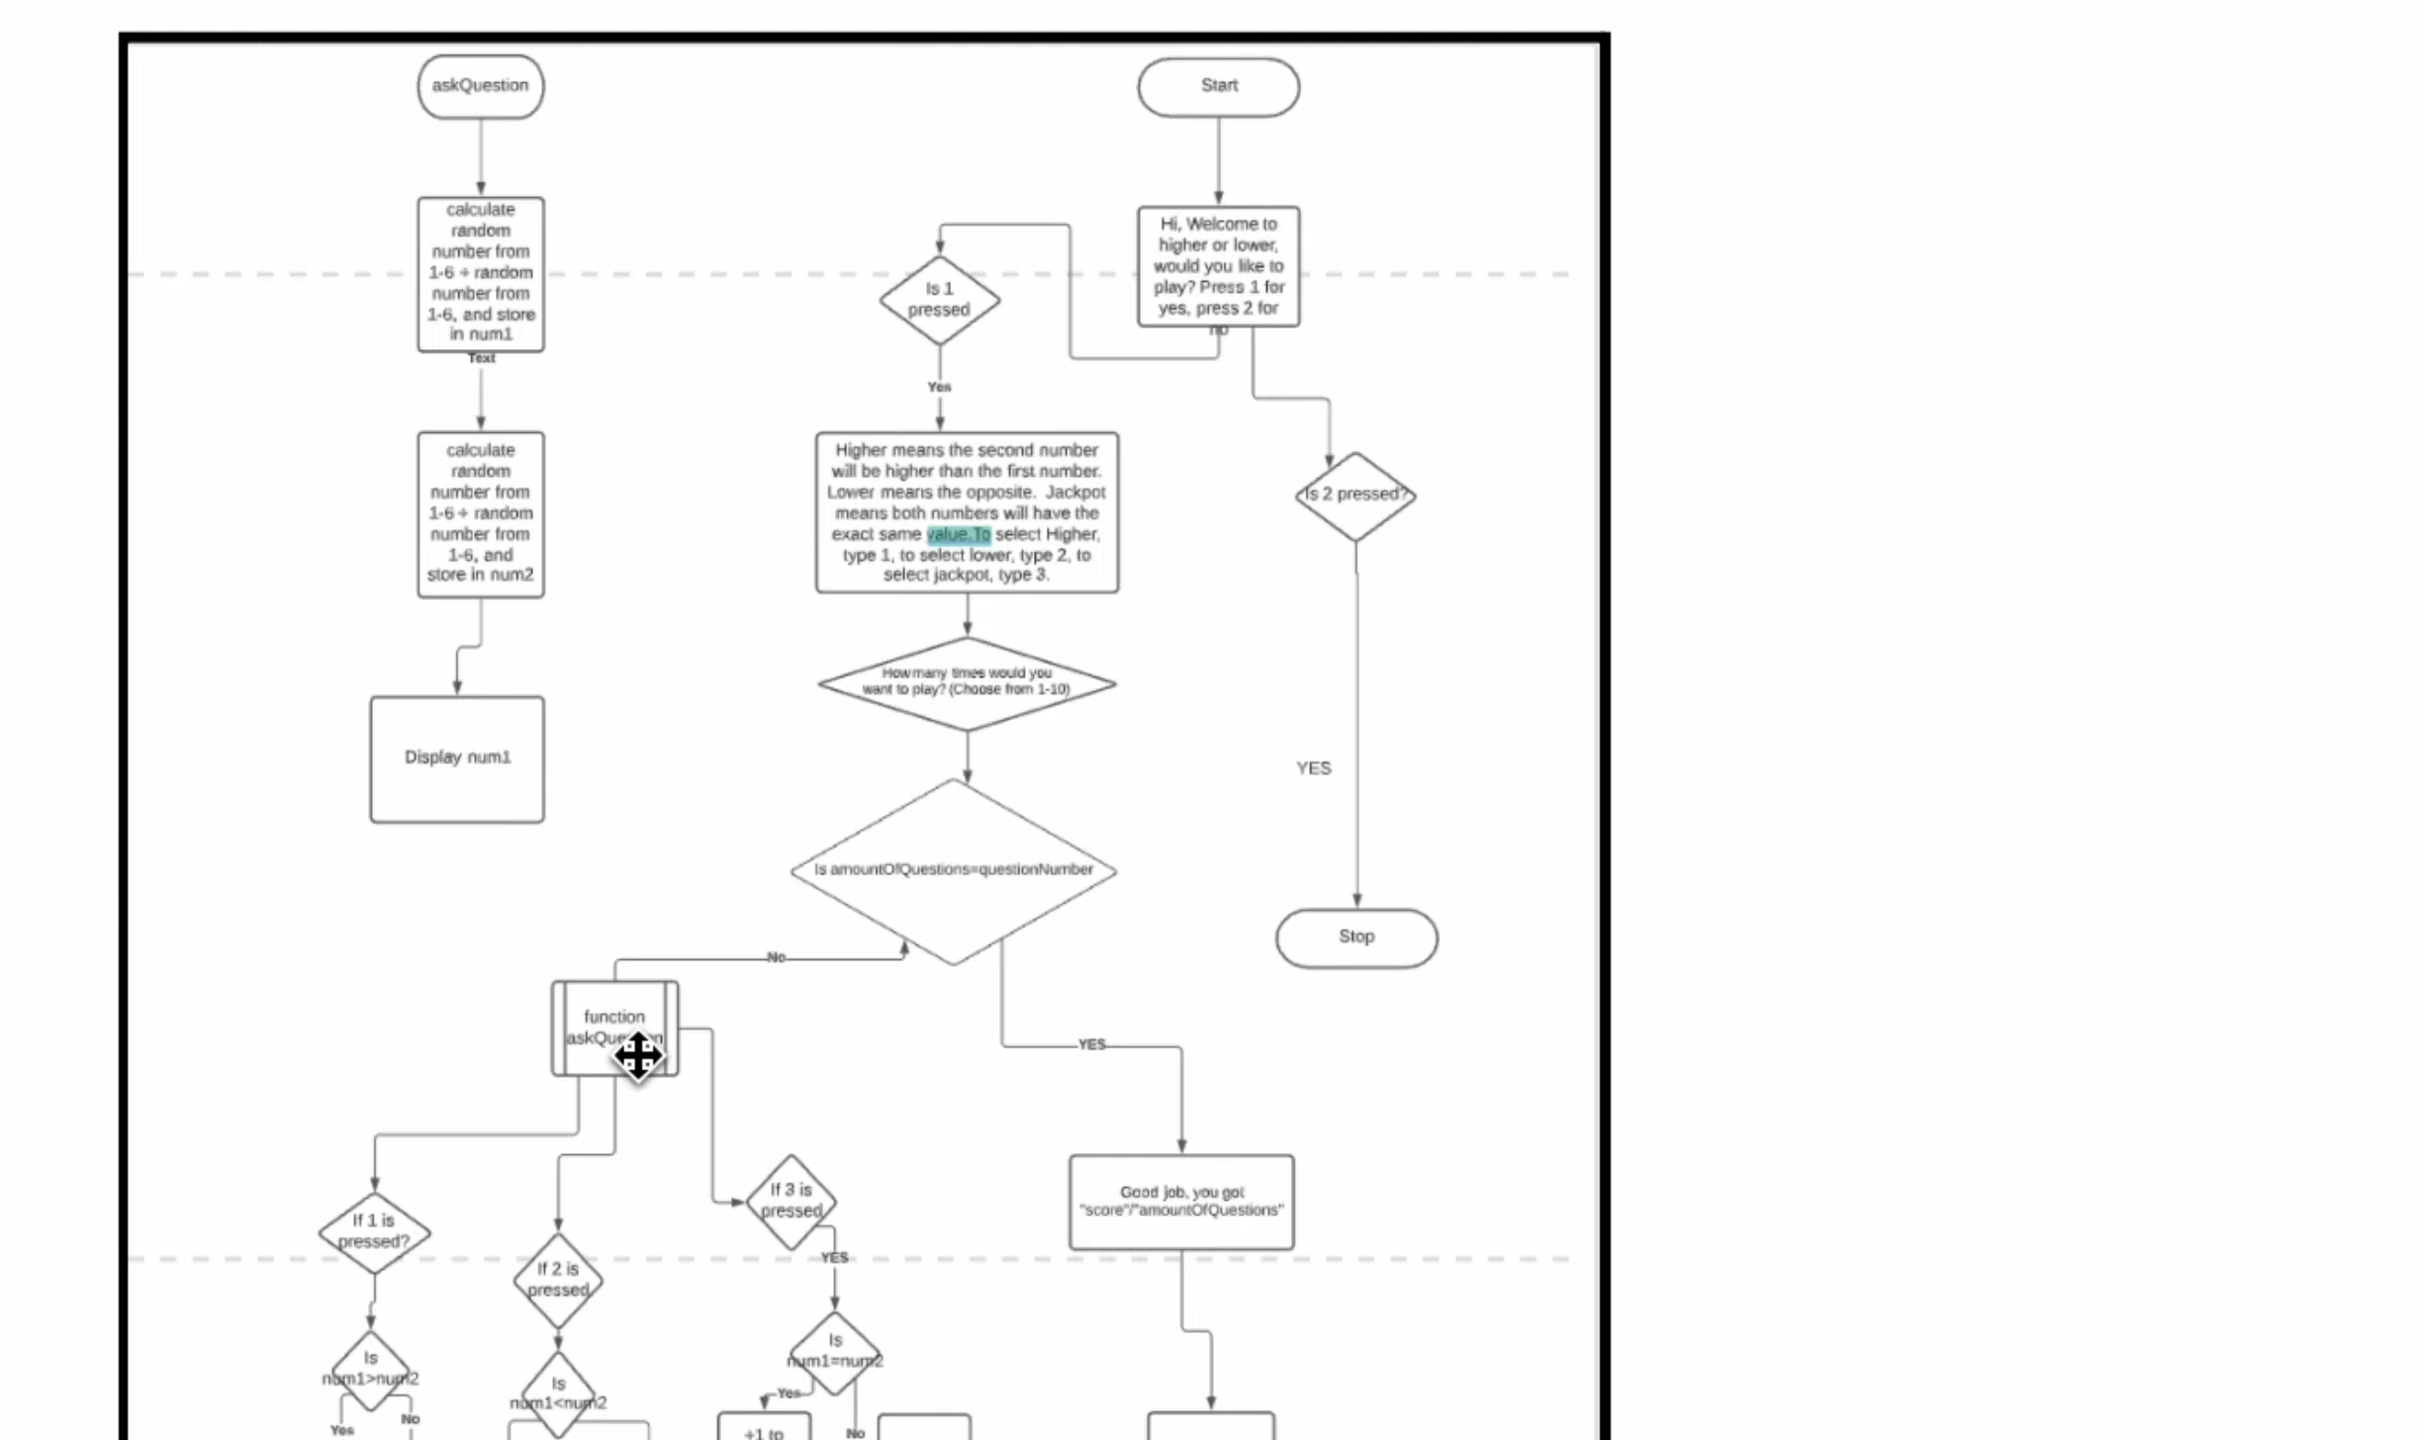 askQuestion
Start
calculate
random
number from
1-6 + random
number from
1-6, and store
in num1
Text
Hi, Welcome to
higher or lower,
would you like to
play? Press 1 for
yes, press 2 for
no
Is 1
pressed
Yes
calculate
random
number from
1-6 + random
number from
1-6, and
store in num2
Higher means the second number
will be higher than the first number.
Lower means the opposite. Jackpot
means both numbers will have the
exact same value.To select Higher,
type 1, to select lower, type 2, to
select jackpot, type 3.
Is 2 pressed?
How many times would you
want to play? (Choose from 1-10)
Display num1
YES
Is amountOfQuestions=questionNumber
Stop
No
function
YES
If 3 is
pressed
Good job, you got
"score"/"amountOfQuestions"
If 1 is
pressed?
YES
If 2 is
pressed
Is
num1=num2
Is
num1>num2
Is
num1<num2
Yes
No
Yes
No
+1 to